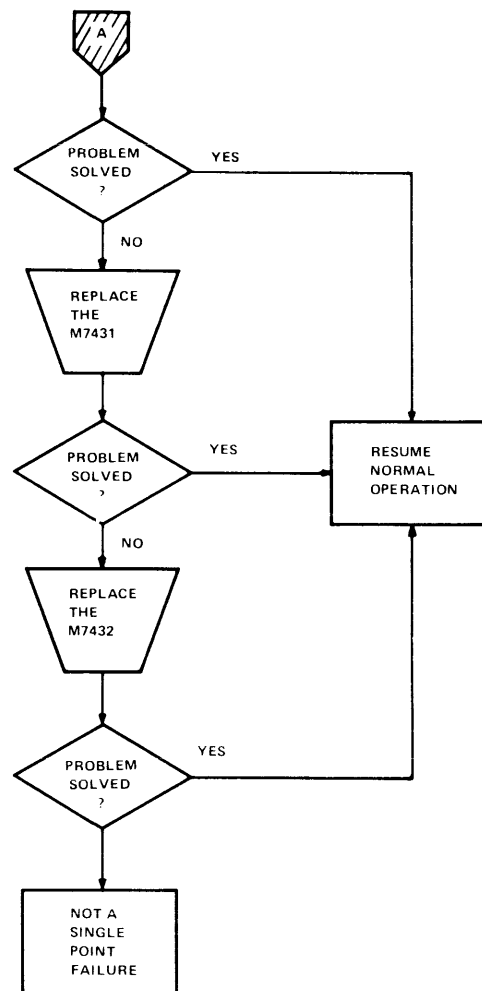 A
PROBLEM
SOLVED
?
YES
NO
REPLACE
THE
M7431
PROBLEM
SOLVED
?
YES
RESUME
NORMAL
OPERATION
NO
REPLACE
THE
M7432
PROBLEM
SOLVED
?
YES
NOT A
SINGLE
POINT
FAILURE